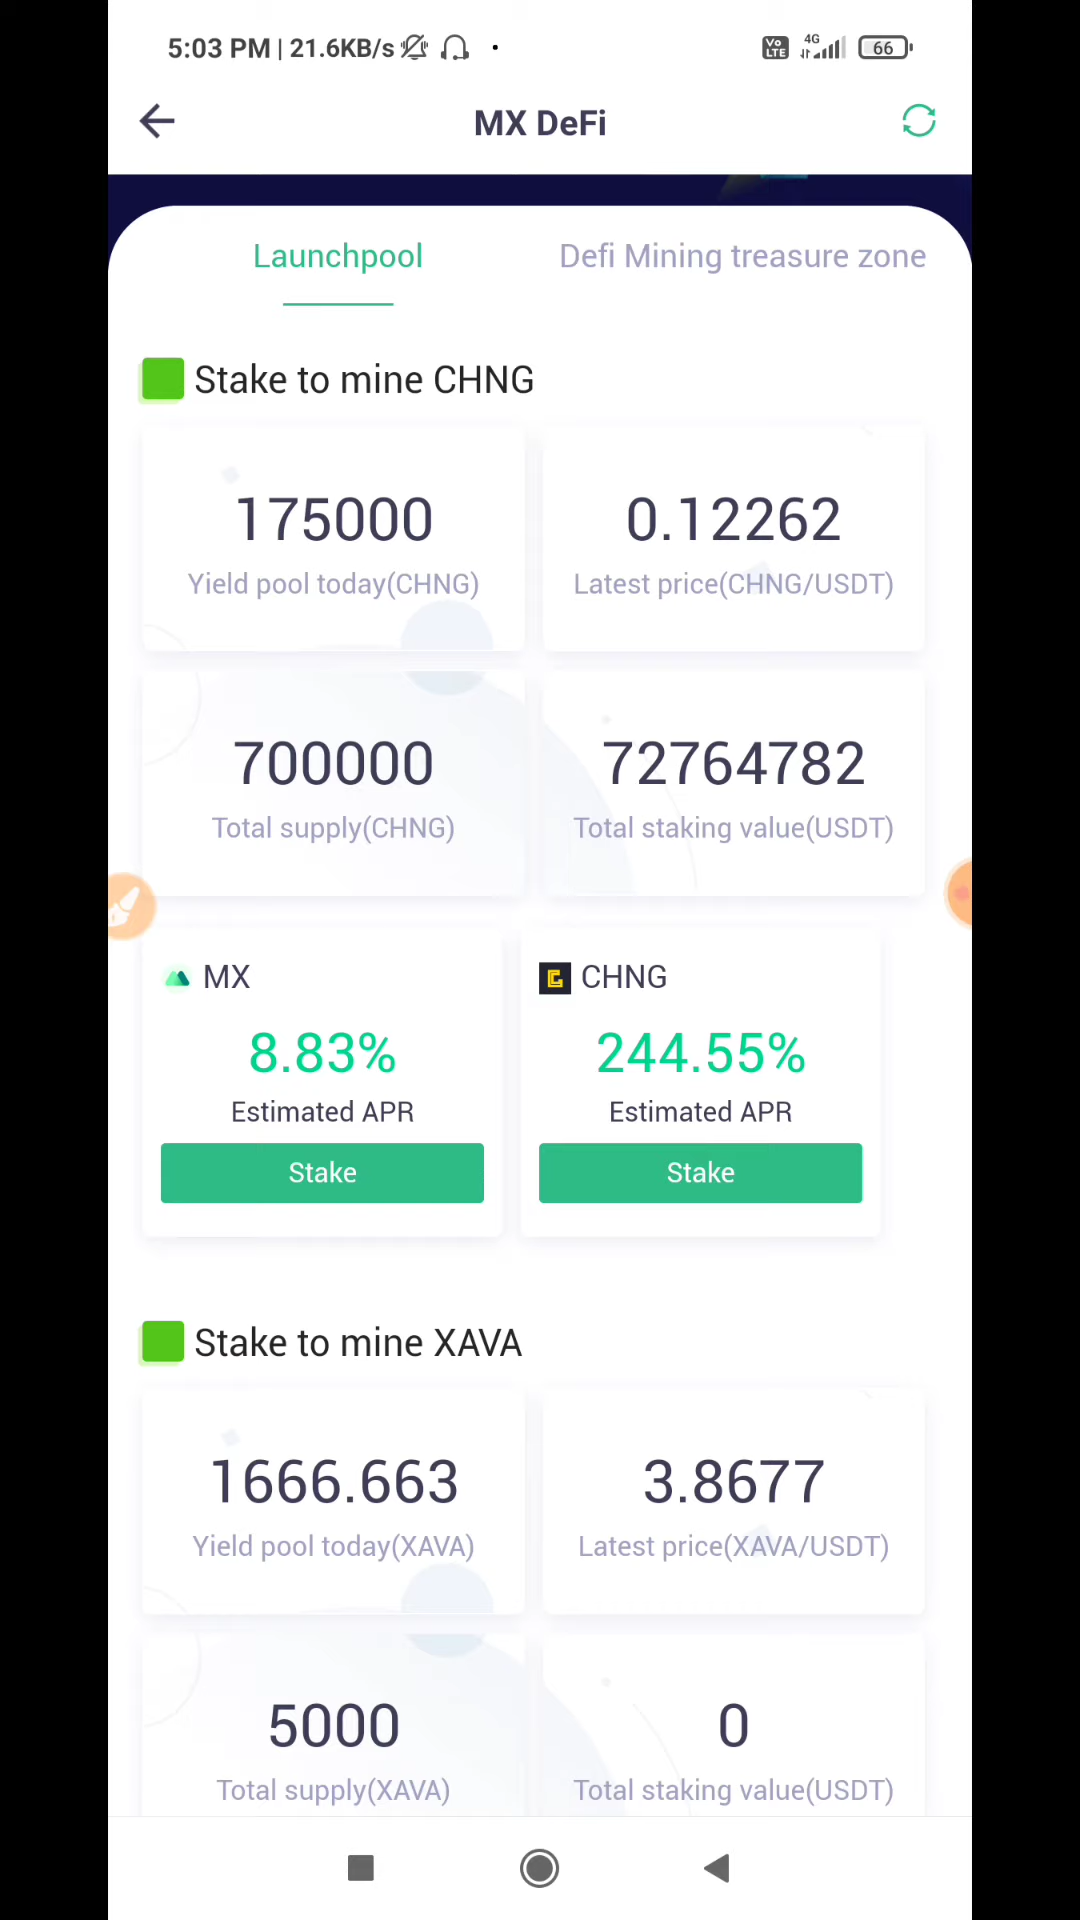 5:03 PM | 21.6KB/s
Vo LTE 4G 66
MX DeFi
Launchpool Defi Mining treasure zone
Stake to mine CHNG
175000 0.12262
Yield pool today(CHNG) Latest price(CHNG/USDT)
700000 72764782
Total supply(CHNG) Total staking value(USDT)
MX CHNG
8.83% 244.55%
Estimated APR Estimated APR
Stake Stake
Stake to mine XAVA
1666.663 3.8677
Yield pool today(XAVA) Latest price(XAVA/USDT)
5000 0
Total supply(XAVA) Total staking value(USDT)